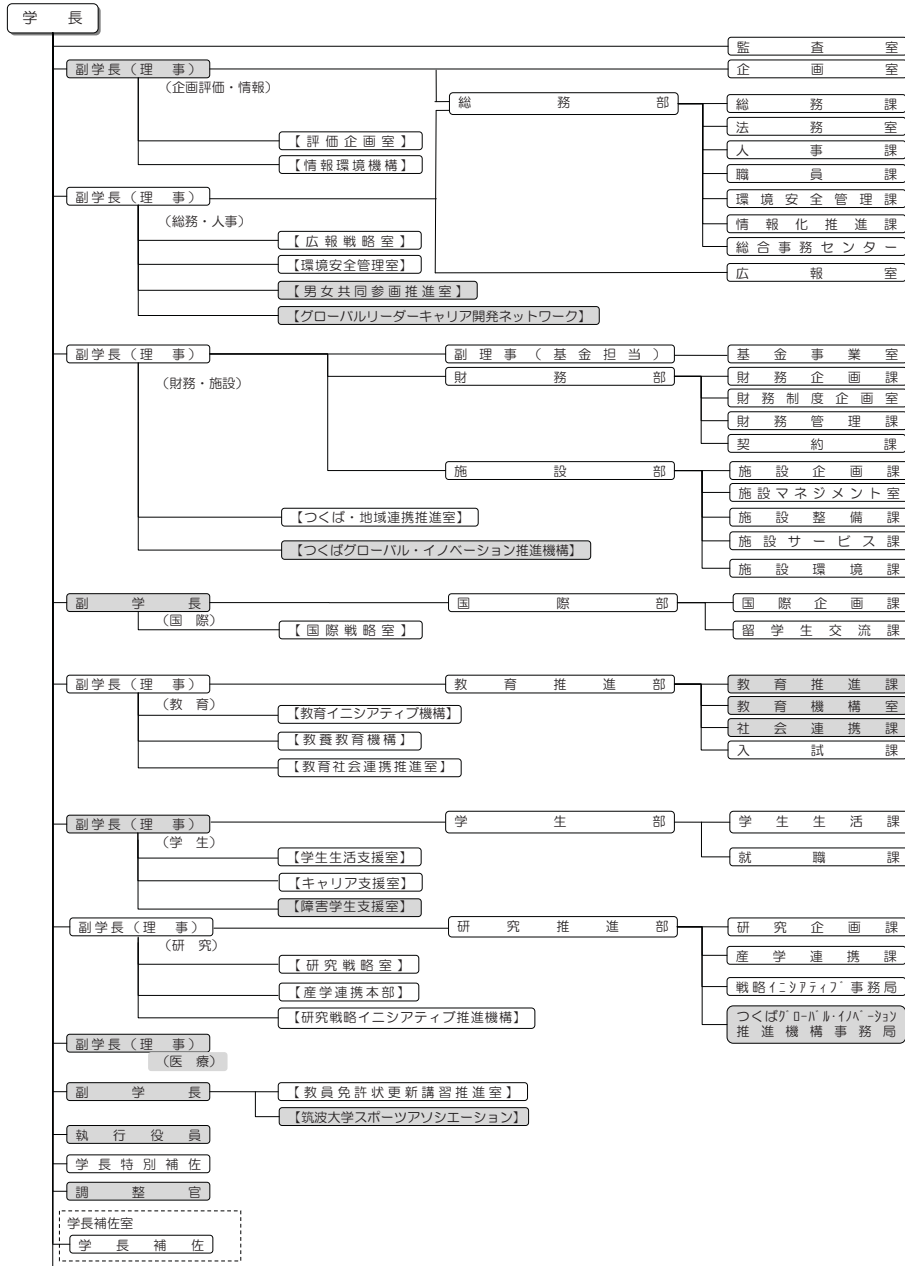 学長
監査室
副学長（理事）
企画室
（企画評価・情報）
総務部
総務課
法務室
【評価企画室】
人事課
【情報環境機構】
職員課
副学長（理事）
環境安全管理課
（総務・人事）
情報化推進課
【広報戦略室】
総合事務センター
【環境安全管理室】
広報室
【男女共同参画推進室】
【グローバルリーダーキャリア開発ネットワーク】
副学長（理事）
副理事（基金担当）
基金事業室
（財務・施設）
財務部
財務企画課
財務制度企画室
財務管理課
契約課
施設部
施設企画課
施設マネジメント室
【つくば・地域連携推進室】
施設整備課
施設サービス課
【つくばグローバル・イノベーション推進機構】
施設環境課
副学長
国際部
国際企画課
（国際）
【国際戦略室】
留学生交流課
副学長（理事）
教育推進部
教育推進課
（教育）
教育機構室
【教育イニシアティブ機構】
社会連携課
【教養教育機構】
入試課
【教育社会連携推進室】
副学長（理事）
学生部
学生生活課
（学生）
【学生生活支援室】
就職課
【キャリア支援室】
【障害学生支援室】
副学長（理事）
研究推進部
研究企画課
（研究）
産学連携課
【研究戦略室】
【産学連携本部】
戦略ｲﾆｼｱﾃｨﾌﾞ事務局
【研究戦略イニシアティブ推進機構】
つくばｸﾞﾛｰﾊﾞﾙ･ｲﾉﾍﾞｰｼｮﾝ
推進機構事務局
副学長（理事）
（医療）
副学長
【教員免許状更新講習推進室】
【筑波大学スポーツアソシエーション】
執行役員
学長特別補佐
調整官
学長補佐室
学長補佐